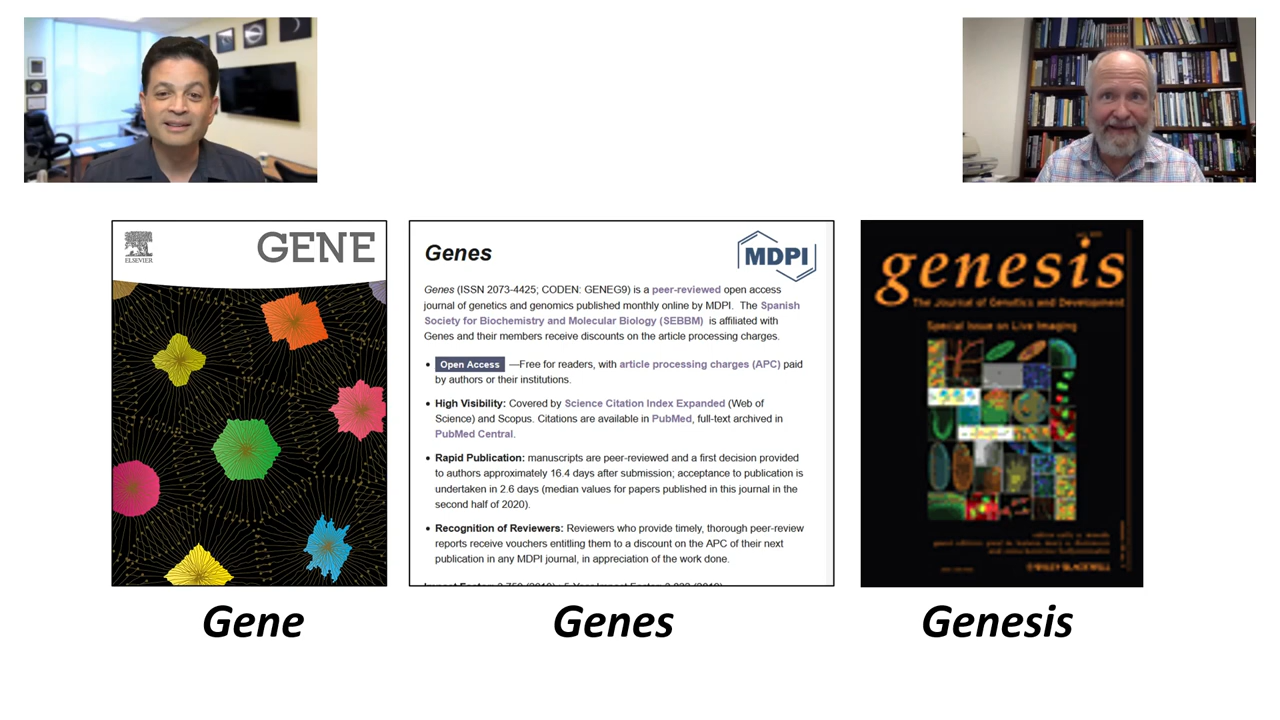 ELSEVIER
GENE
Genes
MDPI
Genes (ISSN 2073-4425; CODEN: GENEG9) is a peer-reviewed open access
journal of genetics and genomics published monthly online by MDPI. The Spanish
Society for Biochemistry and Molecular Biology (SEBBM) is affiliated with
Genes and their members receive discounts on the article processing charges.
• Open Access —Free for readers, with article processing charges (APC) paid
by authors or their institutions.
• High Visibility: Covered by Science Citation Index Expanded (Web of
Science) and Scopus. Citations are available in PubMed, full-text archived in
PubMed Central.
• Rapid Publication: manuscripts are peer-reviewed and a first decision provided
to authors approximately 16.4 days after submission; acceptance to publication is
undertaken in 2.6 days (median values for papers published in this journal in the
second half of 2020).
• Recognition of Reviewers: Reviewers who provide timely, thorough peer-review
reports receive vouchers entitling them to a discount on the APC of their next
publication in any MDPI journal, in appreciation of the work done.
genesis
The Journal of Genetics and Development
Special Issue on Live Imaging
WILEY-BLACKWELL
Gene
Genes
Genesis